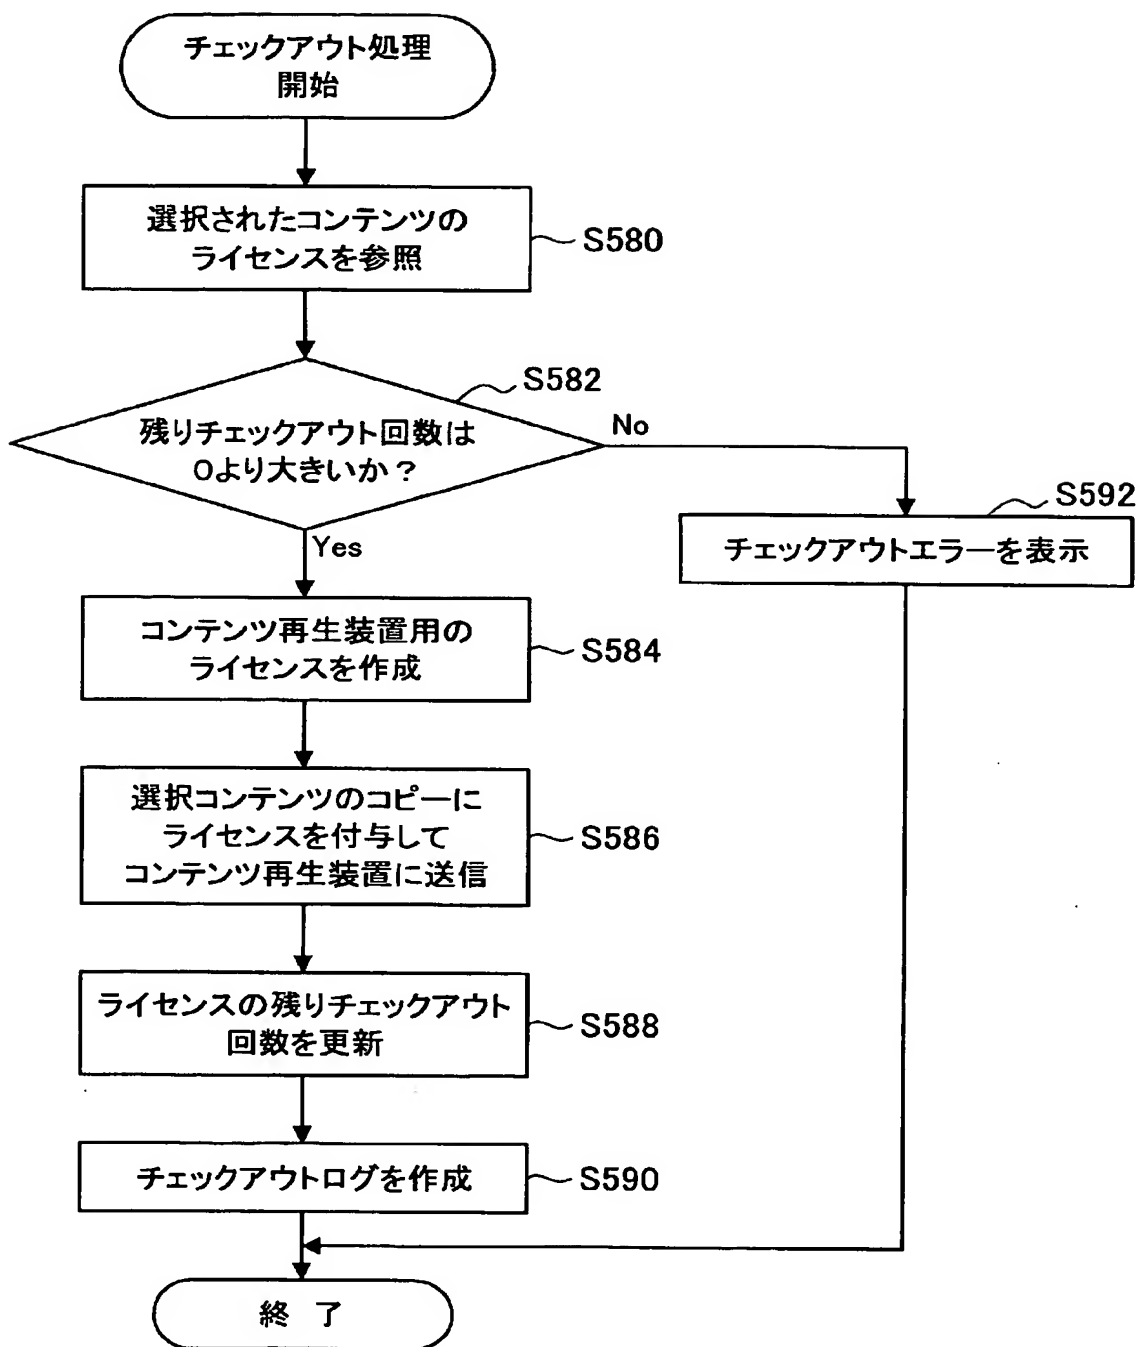 チェックアウト処理
開始
選択されたコンテンツの
ライセンスを参照
S580
S582
残りチェックアウト回数は
0より大きいか?
No
Yes
S592
チェックアウトエラーを表示
コンテンツ再生装置用の
ライセンスを作成
S584
選択コンテンツのコピーに
ライセンスを付与して
コンテンツ再生装置に送信
S586
ライセンスの残りチェックアウト
回数を更新
S588
チェックアウトログを作成
S590
終 了